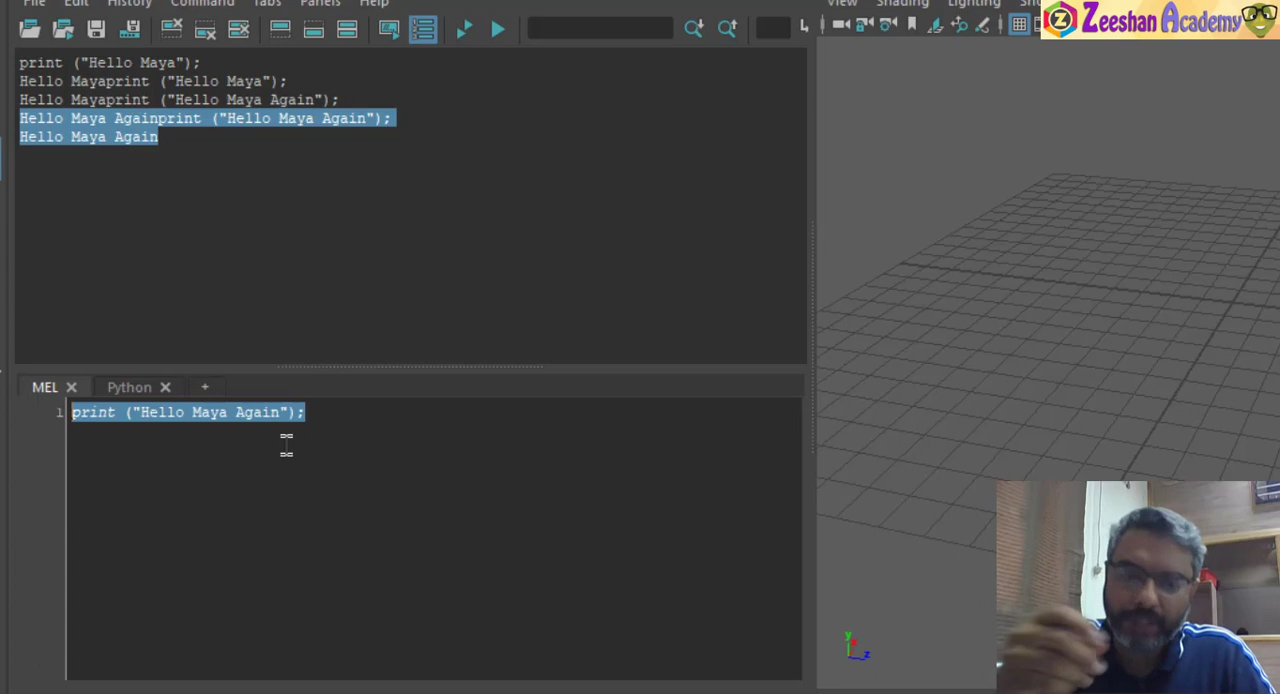 File Edit History Command Tabs Panels Help
View Shading Lighting
Zeeshan Academy
print ("Hello Maya");
Hello Mayaprint ("Hello Maya");
Hello Mayaprint ("Hello Maya Again");
Hello Maya Againprint ("Hello Maya Again");
Hello Maya Again
MEL Python +
1 print ("Hello Maya Again");
y
z